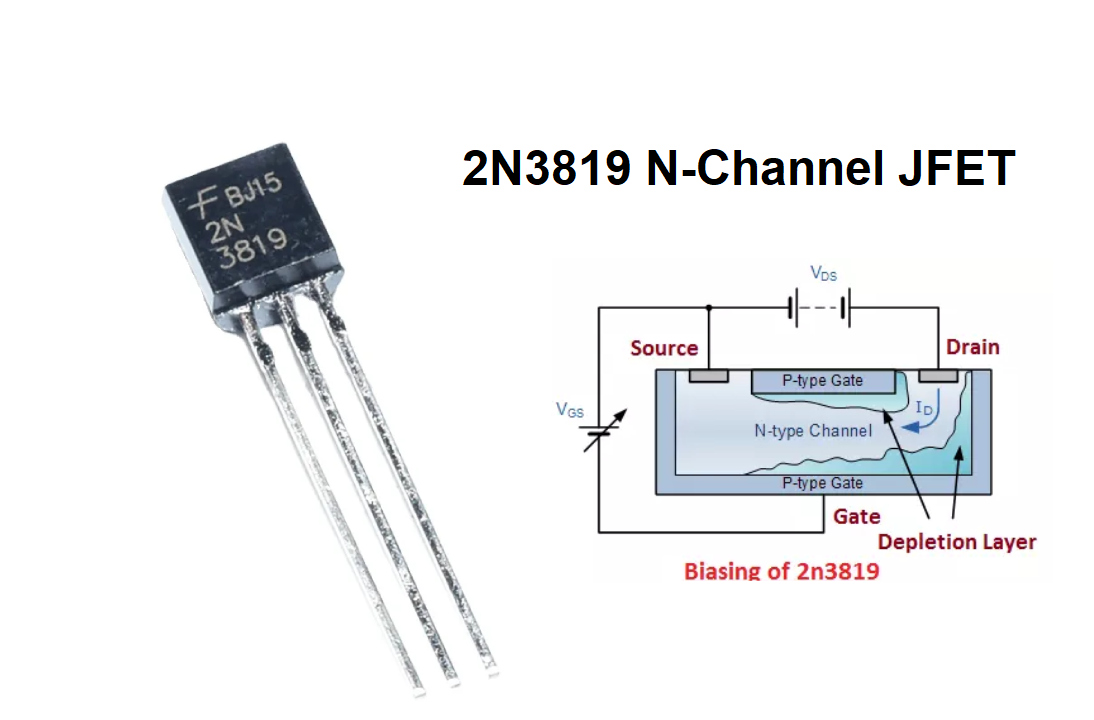 2N3819 N-Channel JFET
BJ15
2N
3819
VDS
Source
Drain
P-type Gate
VGS
ID
N-type Channel
P-type Gate
Gate
Depletion Layer
Biasing of 2n3819